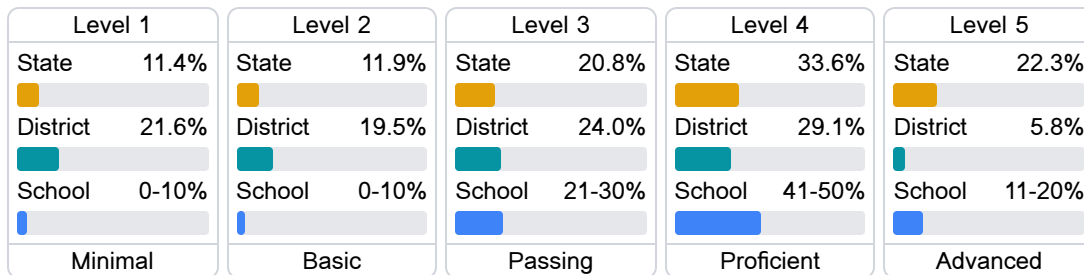 Level 1
State 11.4%
District 21.6%
School 0-10%
Minimal
Level 2
State 11.9%
District 19.5%
School 0-10%
Basic
Level 3
State 20.8%
District 24.0%
School 21-30%
Passing
Level 4
State 33.6%
District 29.1%
School 41-50%
Proficient
Level 5
State 22.3%
District 5.8%
School 11-20%
Advanced